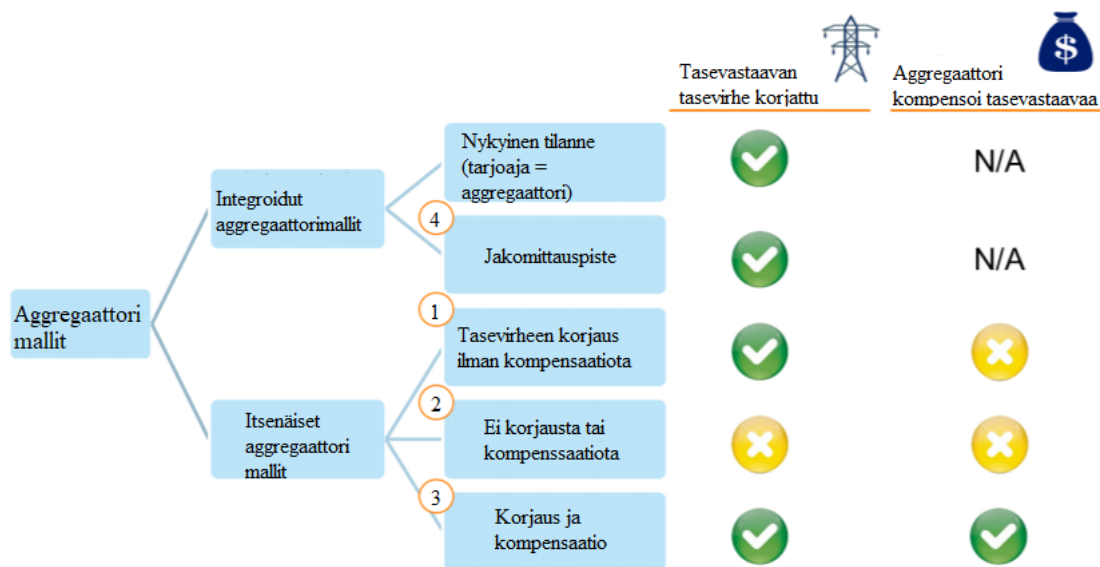 Tasevastaavan
tasevirhe korjattu
$
Aggregaattori
kompensoi tasevastaavaa
Aggregaattori
mallit
Integroidut
aggregaattorimallit
Nykyinen tilanne
(tarjoaja =
aggregaattori)
N/A
4
Jakomittauspiste
N/A
Itsenäiset
aggregaattori
mallit
1
Tasevirheen korjaus
ilman kompensaatiota
2
Ei korjausta tai
kompenssaatiota
3
Korjaus ja
kompensaatio